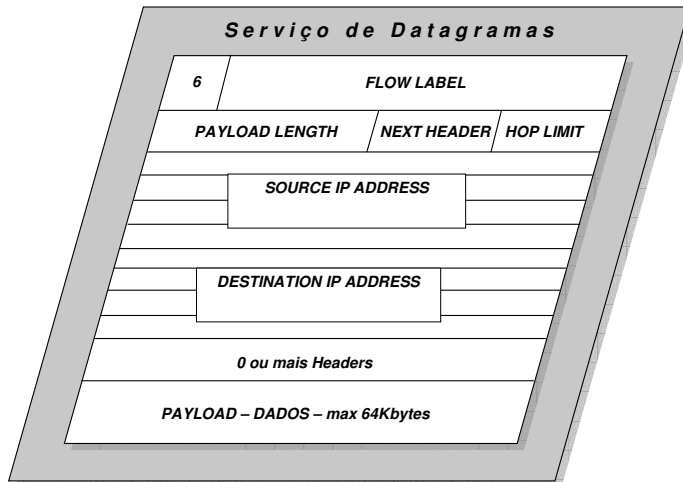 Serviço de Datagramas
6 FLOW LABEL
PAYLOAD LENGTH NEXT HEADER HOP LIMIT
SOURCE IP ADDRESS
DESTINATION IP ADDRESS
0 ou mais Headers
PAYLOAD – DADOS – max 64Kbytes